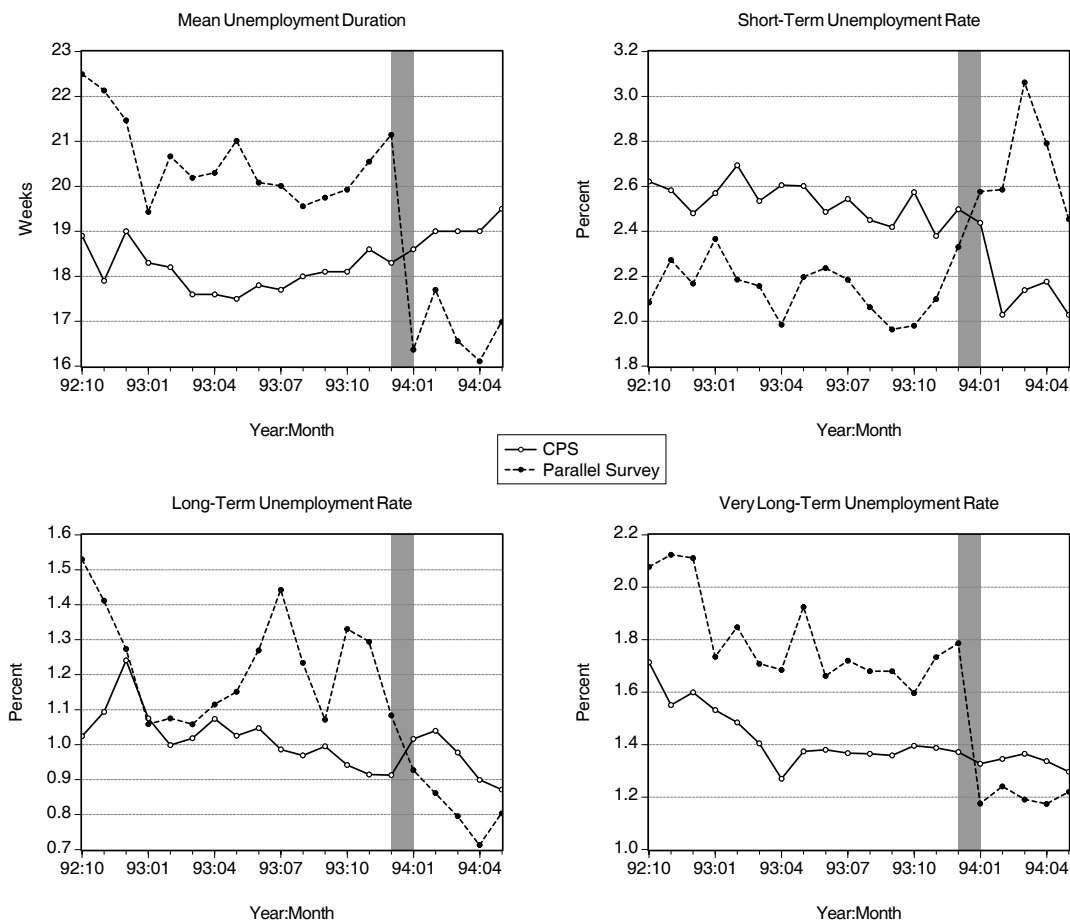 Mean Unemployment Duration
23
22
21
20
19
18
17
16
Weeks
92:10 93:01 93:04 93:07 93:10 94:01 94:04
Year:Month
Short-Term Unemployment Rate
3.2
3.0
2.8
2.6
2.4
2.2
2.0
1.8
Percent
92:10 93:01 93:04 93:07 93:10 94:01 94:04
Year:Month
CPS
Parallel Survey
Long-Term Unemployment Rate
1.6
1.5
1.4
1.3
1.2
1.1
1.0
0.9
0.8
0.7
Percent
92:10 93:01 93:04 93:07 93:10 94:01 94:04
Year:Month
Very Long-Term Unemployment Rate
2.2
2.0
1.8
1.6
1.4
1.2
1.0
Percent
92:10 93:01 93:04 93:07 93:10 94:01 94:04
Year:Month